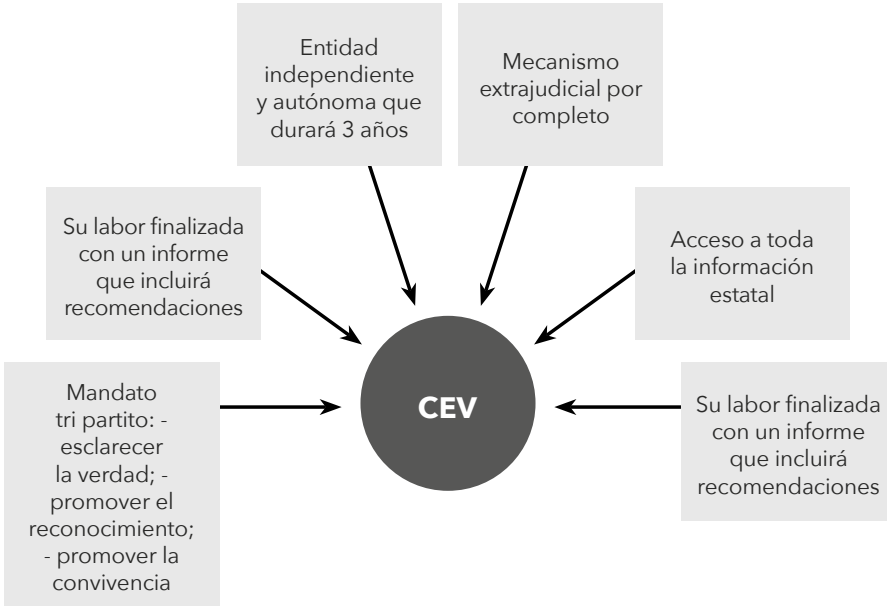 Entidad
independiente
y autónoma que
durará 3 años
Mecanismo
extrajudicial por
completo
Su labor finalizada
con un informe
que incluirá
recomendaciones
Acceso a toda
la información
estatal
Mandato
tri partito: -
esclarecer
la verdad; -
promover el
reconocimiento;
- promover la
convivencia
CEV
Su labor finalizada
con un informe
que incluirá
recomendaciones